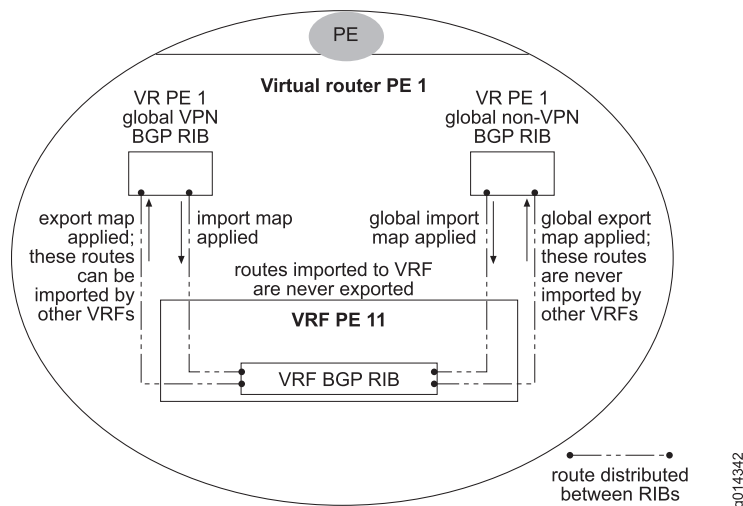 PE
Virtual router PE 1
VR PE 1
global VPN
BGP RIB
VR PE 1
global non-VPN
BGP RIB
export map
applied;
these routes
can be
imported by
other VRFs
import map
applied
global import
map applied
global export
map applied;
these routes
are never
imported by
other VRFs
routes imported to VRF
are never exported
VRF PE 11
VRF BGP RIB
route distributed
between RIBs
g014342